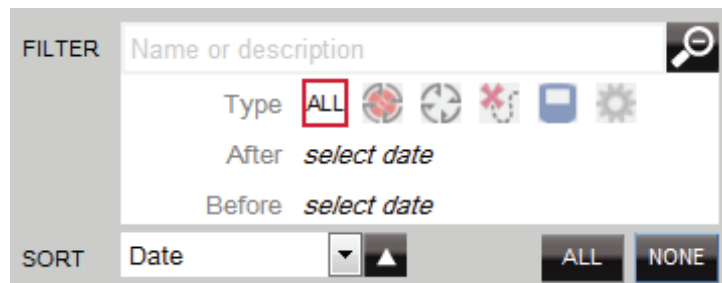 FILTER Name or description
Type ALL
After select date
Before select date
SORT Date ALL NONE